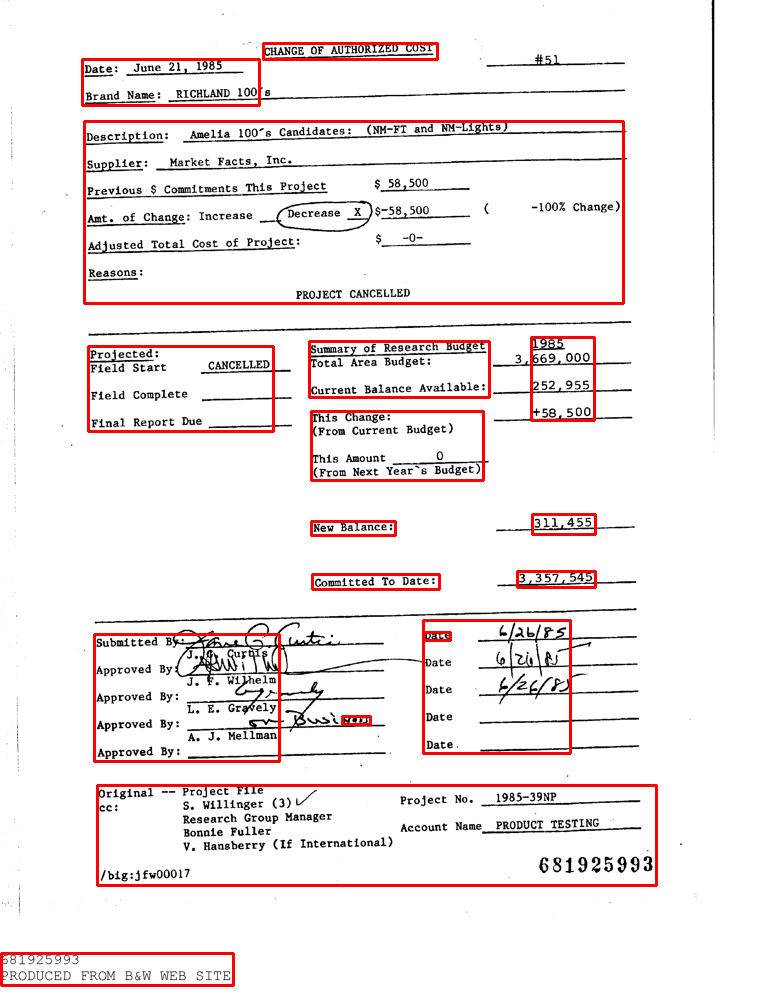 CHANGE OF AUTHORIZED COST
#51
Date: June 21, 1985
Brand Name: RICHLAND 100's
Description: Amelia 100's Candidates: (NM-FT and NM-Lights)
Supplier: Market Facts, Inc.
Previous $ Commitments This Project $ 58,500
Amt. of Change: Increase Decrease X $-58,500 ( -100% Change)
Adjusted Total Cost of Project: $ -0-
Reasons:
PROJECT CANCELLED
Projected: Summary of Research Budget 1985
Field Start CANCELLED Total Area Budget: 3,669,000
Field Complete Current Balance Available: 252,955
Final Report Due This Change: +58,500
(From Current Budget)
This Amount 0
(From Next Year's Budget)
New Balance: 311,455
Committed To Date: 3,357,545
Submitted By: Date 6/26/85
J. G. Curtis
Approved By: Date 6/26/85
J. F. Wilhelm
Approved By: Date 6/26/85
L. E. Gravely
Approved By: on Business Date
A. J. Mellman
Approved By: Date
Original -- Project File
cc: S. Willinger (3) Project No. 1985-39NP
Research Group Manager
Bonnie Fuller Account Name PRODUCT TESTING
V. Hansberry (If International)
681925993
/big:jfw00017
681925993
PRODUCED FROM B&W WEB SITE